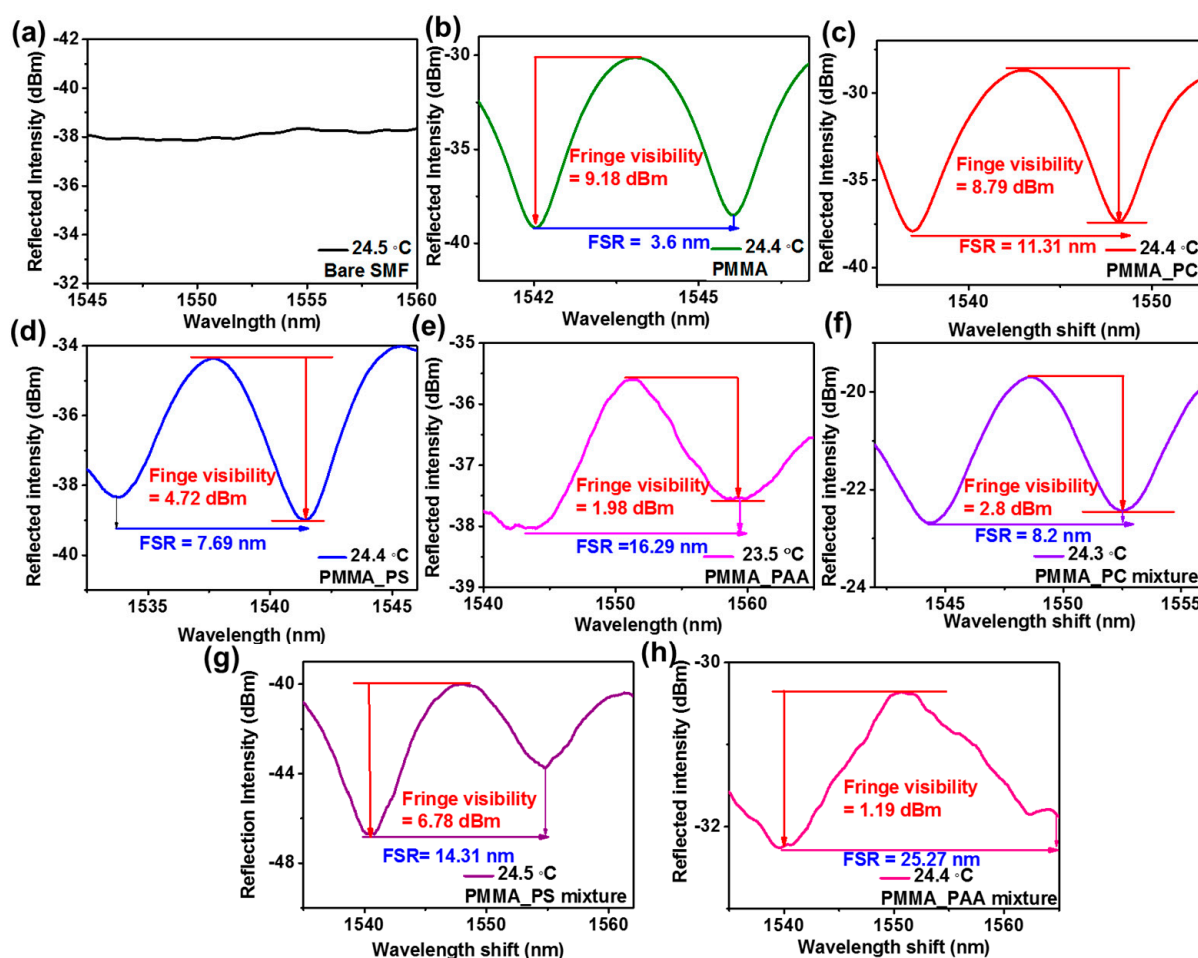 (a)
-42
-40
-38
-36
-34
-32
Reflected Intensity (dBm)
24.5 °C
Bare SMF
1545
1550
1555
1560
Wavelength (nm)
(b)
-30
-35
-40
Reflected Intensity (dBm)
Fringe visibility
= 9.18 dBm
FSR = 3.6 nm
24.4 °C
PMMA
1542
1545
Wavelength (nm)
(c)
-30
-35
-40
Reflected Intensity (dBm)
Finge visibility
= 8.79 dBm
FSR = 11.31 nm
24.4 °C
PMMA_PC
1540
1550
Wavelength shift (nm)
(d)
-34
-36
-38
-40
Reflected intensity (dBm)
Finge visibility
= 4.72 dBm
FSR = 7.69 nm
24.4 °C
PMMA_PS
1535
1540
1545
Wavelength (nm)
(e)
-35
-36
-37
-38
-39
Reflected intensity (dBm)
Fringe visibility
= 1.98 dBm
FSR =16.29 nm
23.5 °C
PMMA_PAA
1540
1550
1560
Wavelength (nm)
(f)
-20
-22
-24
Reflected intensity (dBm)
Fringe visibility
= 2.8 dBm
FSR = 8.2 nm
24.3 °C
PMMA_PC mixture
1545
1550
1555
Wavelength shift (nm)
(g)
-40
-44
-48
Reflection Intensity (dBm)
Fringe visibility
= 6.78 dBm
FSR= 14.31 nm
24.5 °C
PMMA_PS mixture
1540
1550
1560
Wavelength shift (nm)
(h)
-30
-32
Reflected intensity (dBm)
Fringe visibility
= 1.19 dBm
FSR = 25.27 nm
24.4 °C
PMMA_PAA mixture
1540
1550
1560
Wavelength shift (nm)